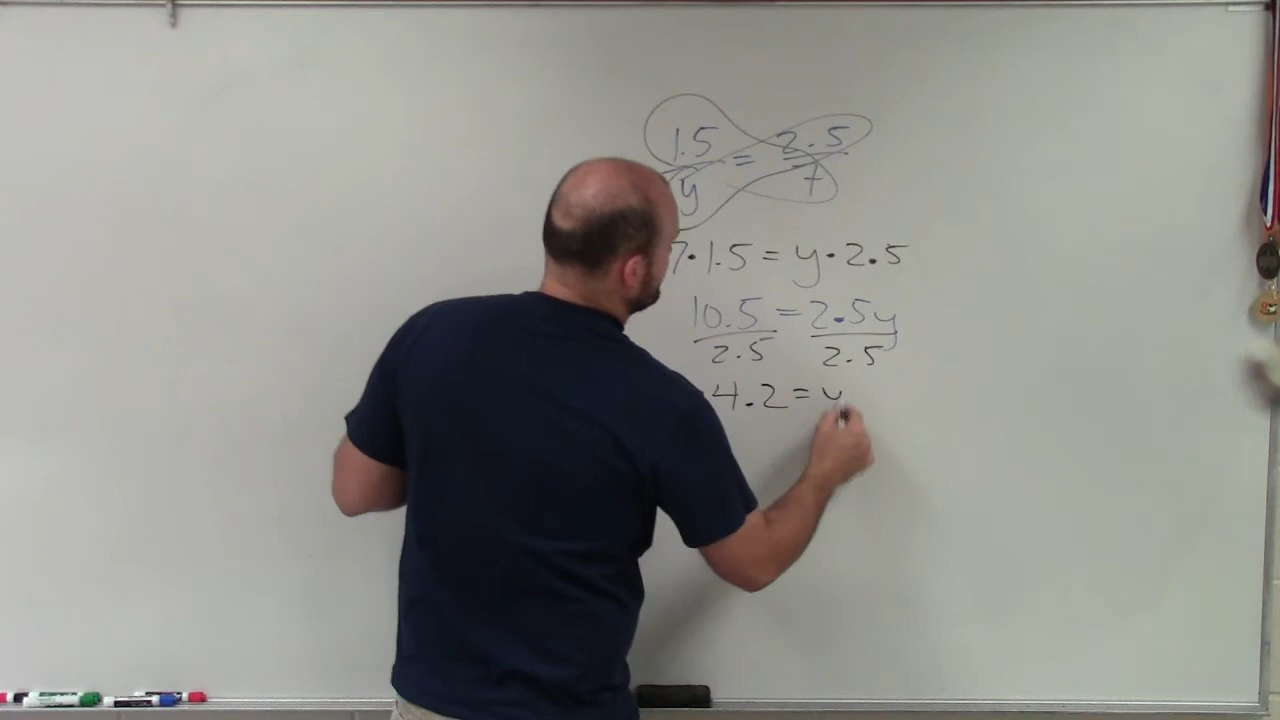 1.5/y = 2.5/7
7·1.5 = y·2.5
10.5/2.5 = 2.5y/2.5
4.2 = y